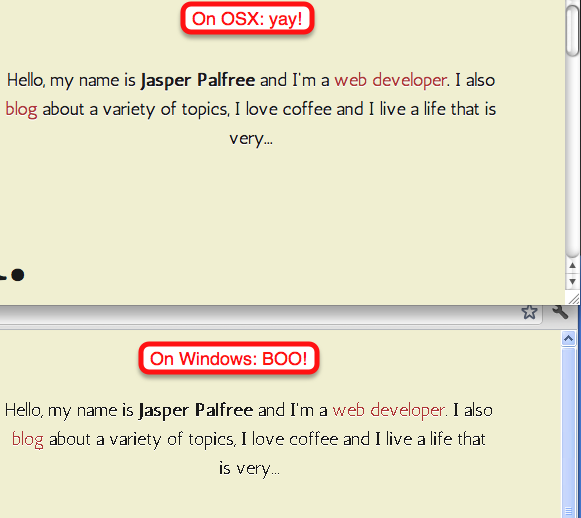 On OSX: yay!
Hello, my name is Jasper Palfree and I'm a web developer. I also
blog about a variety of topics, I love coffee and I live a life that is
very...
On Windows: BOO!
Hello, my name is Jasper Palfree and I'm a web developer. I also
blog about a variety of topics, I love coffee and I live a life that
is very...